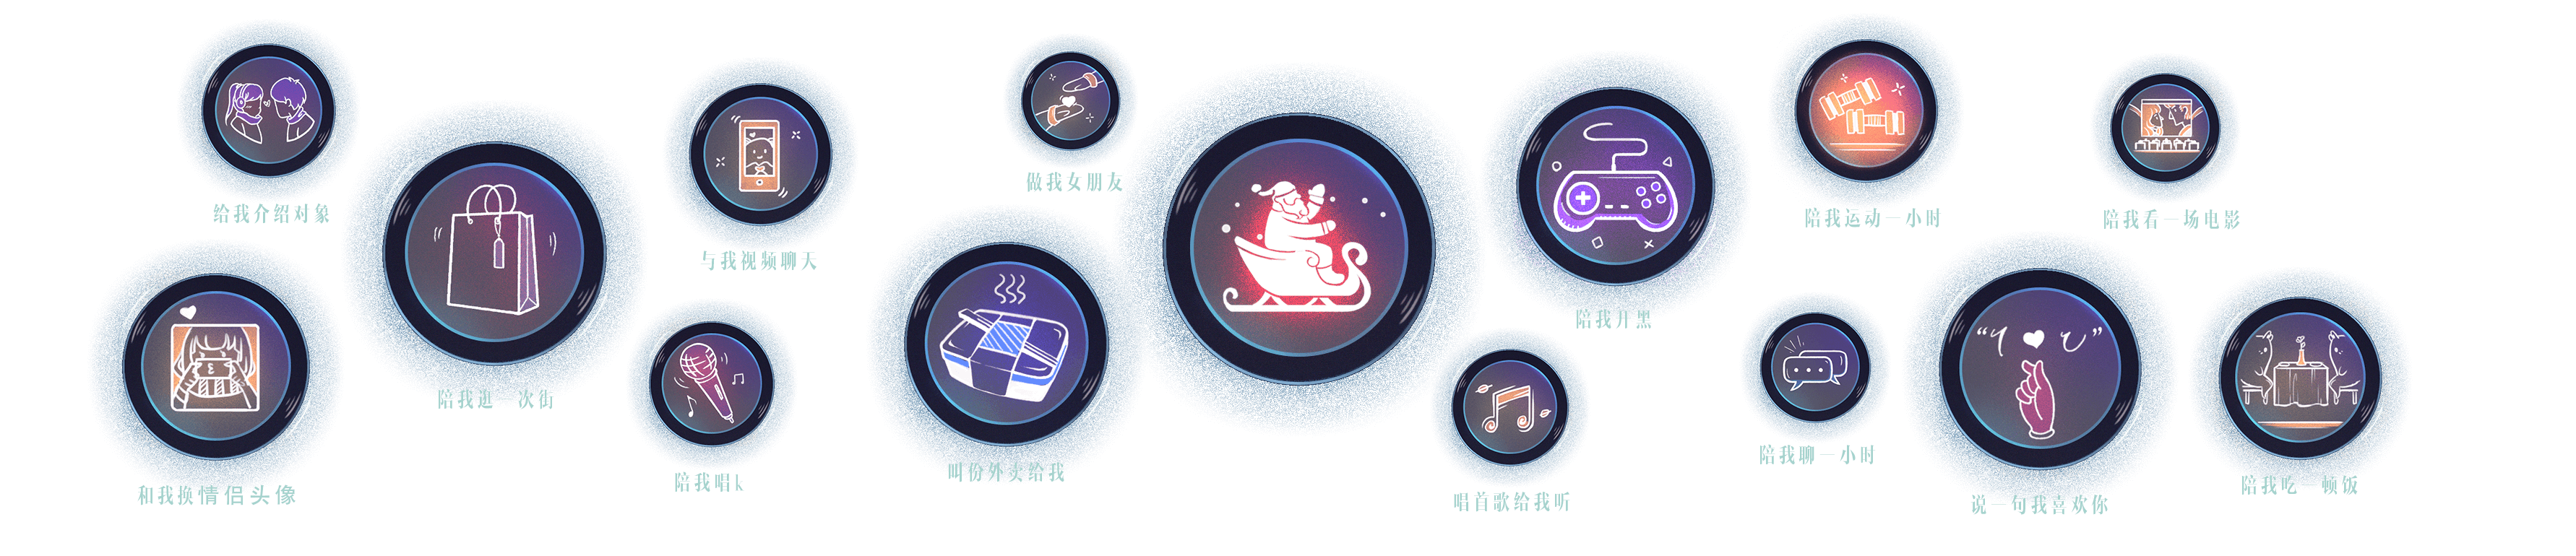 给我介绍对象
和我换情侣头像
陪我逛一次街
与我视频聊天
陪我唱k
做我女朋友
叫份外卖给我
陪我开黑
唱首歌给我听
陪我运动一小时
陪我聊一小时
陪我看一场电影
说一句我喜欢你
陪我吃一顿饭